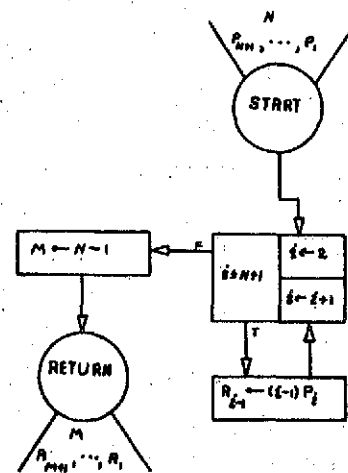 N
P_{N+1}, ..., P_1
START
i ← 2
i ≤ N+1
i ← i+1
F
T
M ← N-1
R_{i-1} ← (i-1) P_i
RETURN
M
R_{M+1}, ..., R_1